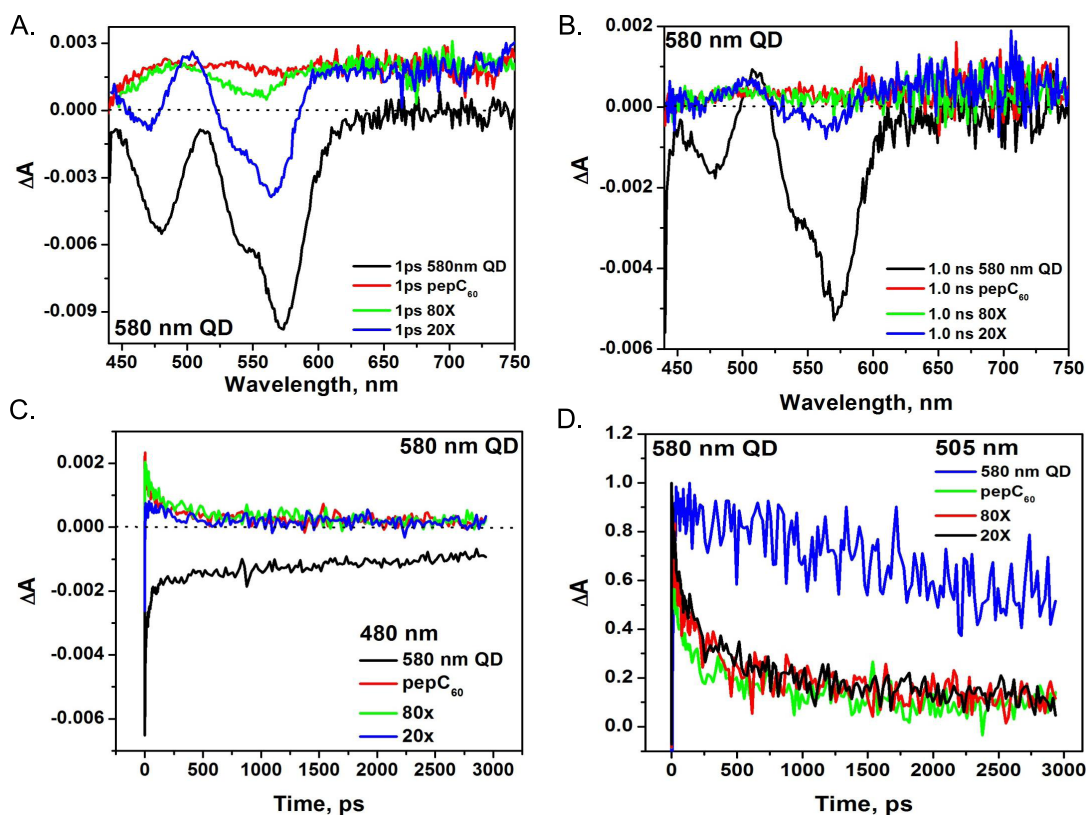 A.
0.003
0.000
-0.003
-0.006
-0.009
ΔA
1ps 580nm QD
1ps pepC60
1ps 80X
1ps 20X
580 nm QD
450 500 550 600 650 700 750
Wavelength, nm
B.
580 nm QD
0.002
0.000
-0.002
-0.004
-0.006
ΔA
1.0 ns 580 nm QD
1.0 ns pepC60
1.0 ns 80X
1.0 ns 20X
450 500 550 600 650 700 750
Wavelength, nm
C.
580 nm QD
0.002
0.000
-0.002
-0.004
-0.006
ΔA
480 nm
580 nm QD
pepC60
80x
20x
0 500 1000 1500 2000 2500 3000
Time, ps
D.
580 nm QD 505 nm
1.2
1.0
0.8
0.6
0.4
0.2
0.0
ΔA
580 nm QD
pepC60
80X
20X
0 500 1000 1500 2000 2500 3000
Time, ps